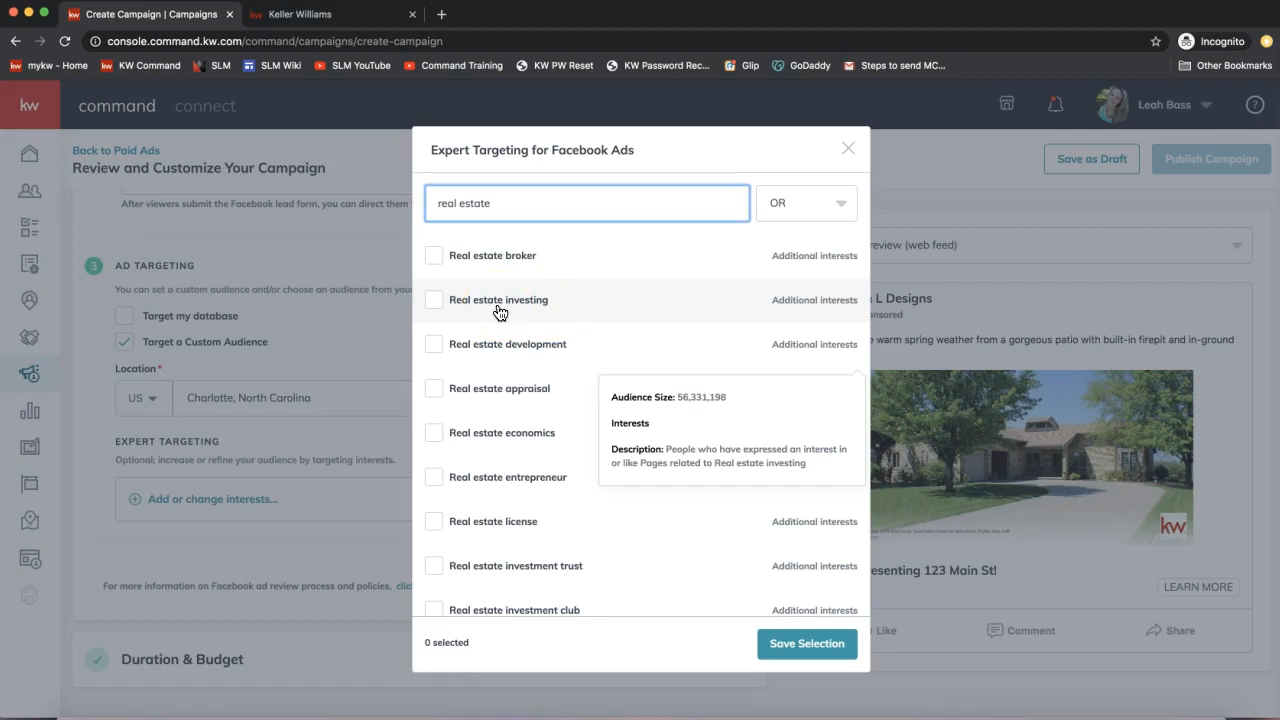 Create Campaign | Campaigns
Keller Williams
console.command.kw.com/command/campaigns/create-campaign
Incognito
mykw - Home
KW Command
SLM
SLM Wiki
SLM YouTube
Command Training
KW PW Reset
KW Password Rec...
Glip
GoDaddy
Steps to send MC...
Other Bookmarks
kw
command
connect
Leah Bass
Back to Paid Ads
Review and Customize Your Campaign
Save as Draft
Publish Campaign
After viewers submit the Facebook lead form, you can direct them
3
AD TARGETING
You can set a custom audience and/or choose an audience from your
Target my database
Target a Custom Audience
Location*
US
Charlotte, North Carolina
EXPERT TARGETING
Optional; increase or refine your audience by targeting interests.
Add or change interests...
For more information on Facebook ad review process and policies, clic
Duration & Budget
Expert Targeting for Facebook Ads
real estate
OR
Real estate broker
Additional interests
Real estate investing
Additional interests
Real estate development
Additional interests
Real estate appraisal
Real estate economics
Real estate entrepreneur
Real estate license
Additional interests
Real estate investment trust
Additional interests
Real estate investment club
Additional interests
Audience Size: 56,331,198
Interests
Description: People who have expressed an interest in
or like Pages related to Real estate investing
0 selected
Save Selection
review (web feed)
L Designs
onsored
e warm spring weather from a gorgeous patio with built-in firepit and in-ground
kw
esenting 123 Main St!
LEARN MORE
Like
Comment
Share